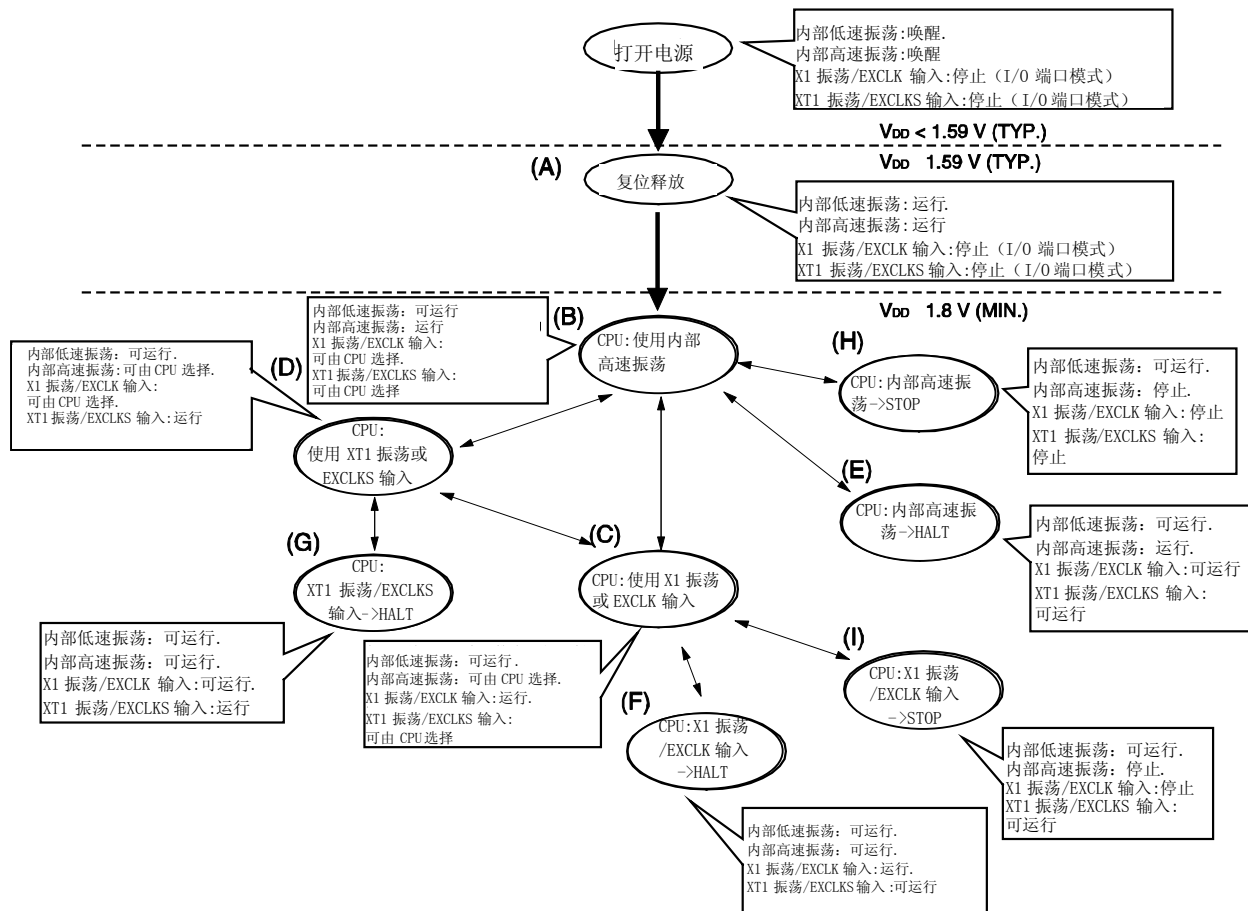 打开电源
内部低速振荡:唤醒.
内部高速振荡:唤醒
X1 振荡/EXCLK 输入:停止（I/O 端口模式）
XT1 振荡/EXCLKS 输入:停止（I/O 端口模式）
VDD < 1.59 V (TYP.)
VDD 1.59 V (TYP.)
(A)
复位释放
内部低速振荡:运行.
内部高速振荡:运行
X1 振荡/EXCLK 输入:停止（I/O 端口模式）
XT1 振荡/EXCLKS 输入:停止（I/O 端口模式）
VDD 1.8 V (MIN.)
(B)
CPU:使用内部
高速振荡
内部低速振荡: 可运行
内部高速振荡: 运行
X1 振荡/EXCLK 输入:
可由 CPU 选择.
XT1 振荡/EXCLKS 输入:
可由 CPU 选择
(D)
内部低速振荡: 可运行.
内部高速振荡:可由 CPU 选择.
X1 振荡/EXCLK 输入:
可由 CPU 选择.
XT1 振荡/EXCLKS 输入:运行
CPU:
使用 XT1 振荡或
EXCLKS 输入
(H)
CPU:内部高速振
荡->STOP
内部低速振荡: 可运行.
内部高速振荡: 停止.
X1 振荡/EXCLK 输入:停止
XT1 振荡/EXCLKS 输入:
停止
(E)
CPU:内部高速振
荡->HALT
内部低速振荡: 可运行.
内部高速振荡: 运行.
X1 振荡/EXCLK 输入:可运行
XT1 振荡/EXCLKS 输入:
可运行
(G)
CPU:
XT1 振荡/EXCLKS
输入->HALT
内部低速振荡: 可运行.
内部高速振荡: 可运行.
X1 振荡/EXCLK 输入:可运行.
XT1 振荡/EXCLKS 输入:运行
(C)
CPU:使用 X1 振荡
或 EXCLK 输入
内部低速振荡: 可运行.
内部高速振荡: 可由 CPU 选择.
X1 振荡/EXCLK 输入:运行.
XT1 振荡/EXCLKS 输入:
可由 CPU 选择
(I)
CPU:X1 振荡
/EXCLK 输入
->STOP
内部低速振荡: 可运行.
内部高速振荡: 停止.
X1 振荡/EXCLK 输入:停止
XT1 振荡/EXCLKS 输入:
可运行
(F)
CPU:X1 振荡
/EXCLK 输入
->HALT
内部低速振荡: 可运行.
内部高速振荡: 可运行.
X1 振荡/EXCLK 输入:运行.
XT1 振荡/EXCLKS 输入:可运行